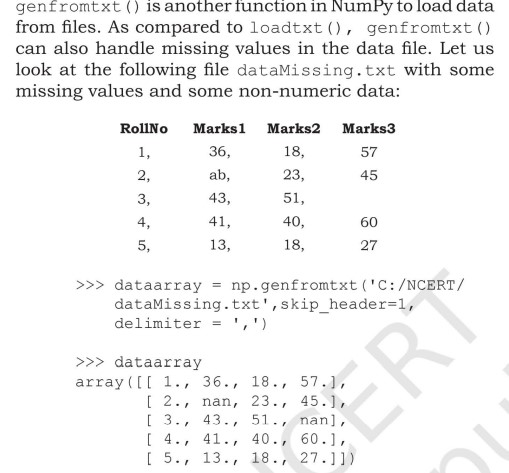 genfromtxt() is another function in NumPy to load data
from files. As compared to loadtxt(), genfromtxt()
can also handle missing values in the data file. Let us
look at the following file dataMissing.txt with some
missing values and some non-numeric data:
RollNo Marks1 Marks2 Marks3
1, 36, 18, 57
2, ab, 23, 45
3, 43, 51,
4, 41, 40, 60
5, 13, 18, 27
>>> dataarray = np.genfromtxt('C:/NCERT/
dataMissing.txt',skip_header=1,
delimiter = ',')
>>> dataarray
array([[ 1., 36., 18., 57.],
[ 2., nan, 23., 45.],
[ 3., 43., 51., nan],
[ 4., 41., 40., 60.],
[ 5., 13., 18., 27.]])